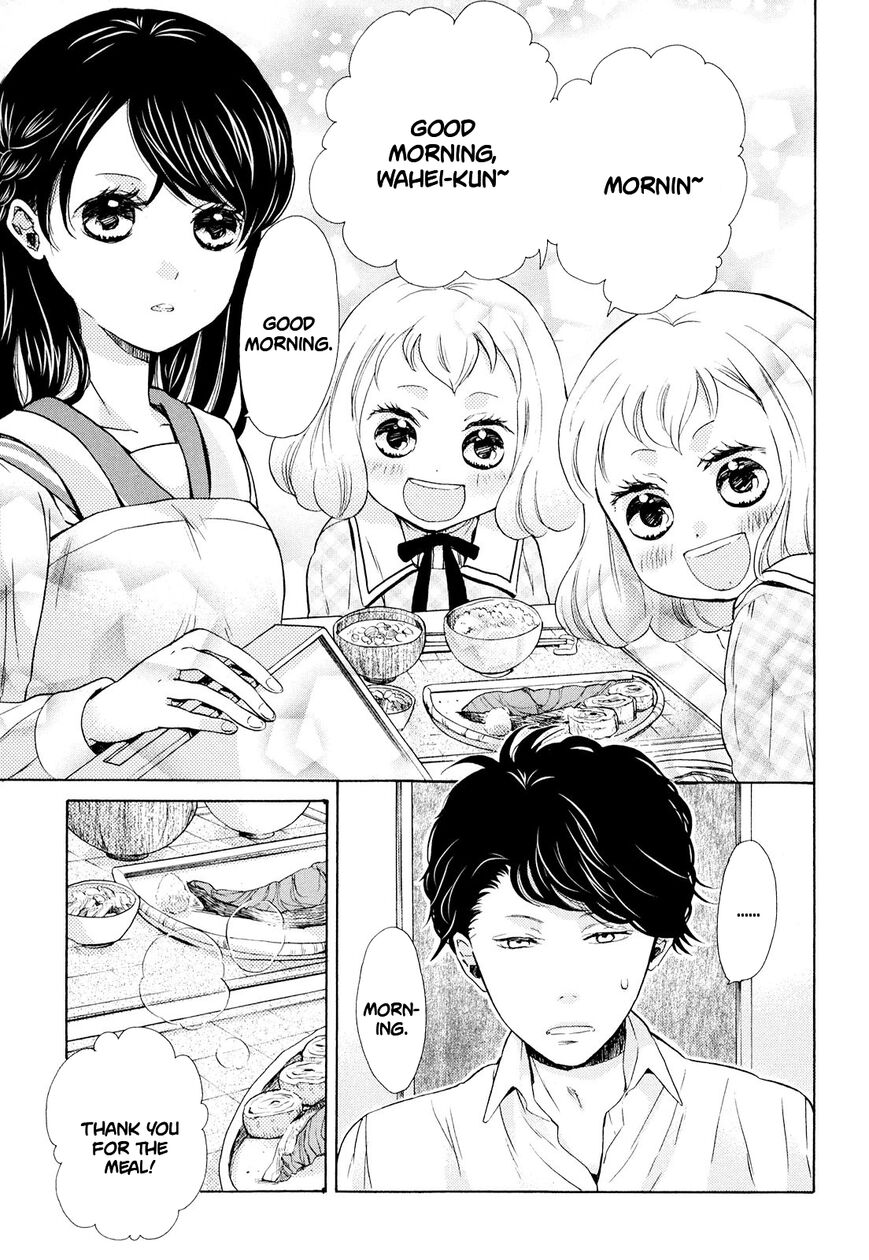 MORNIN~
GOOD
MORNING,
WAHEI-KUN~
GOOD
MORNING.
......
MORN-
ING.
THANK YOU
FOR THE
MEAL!